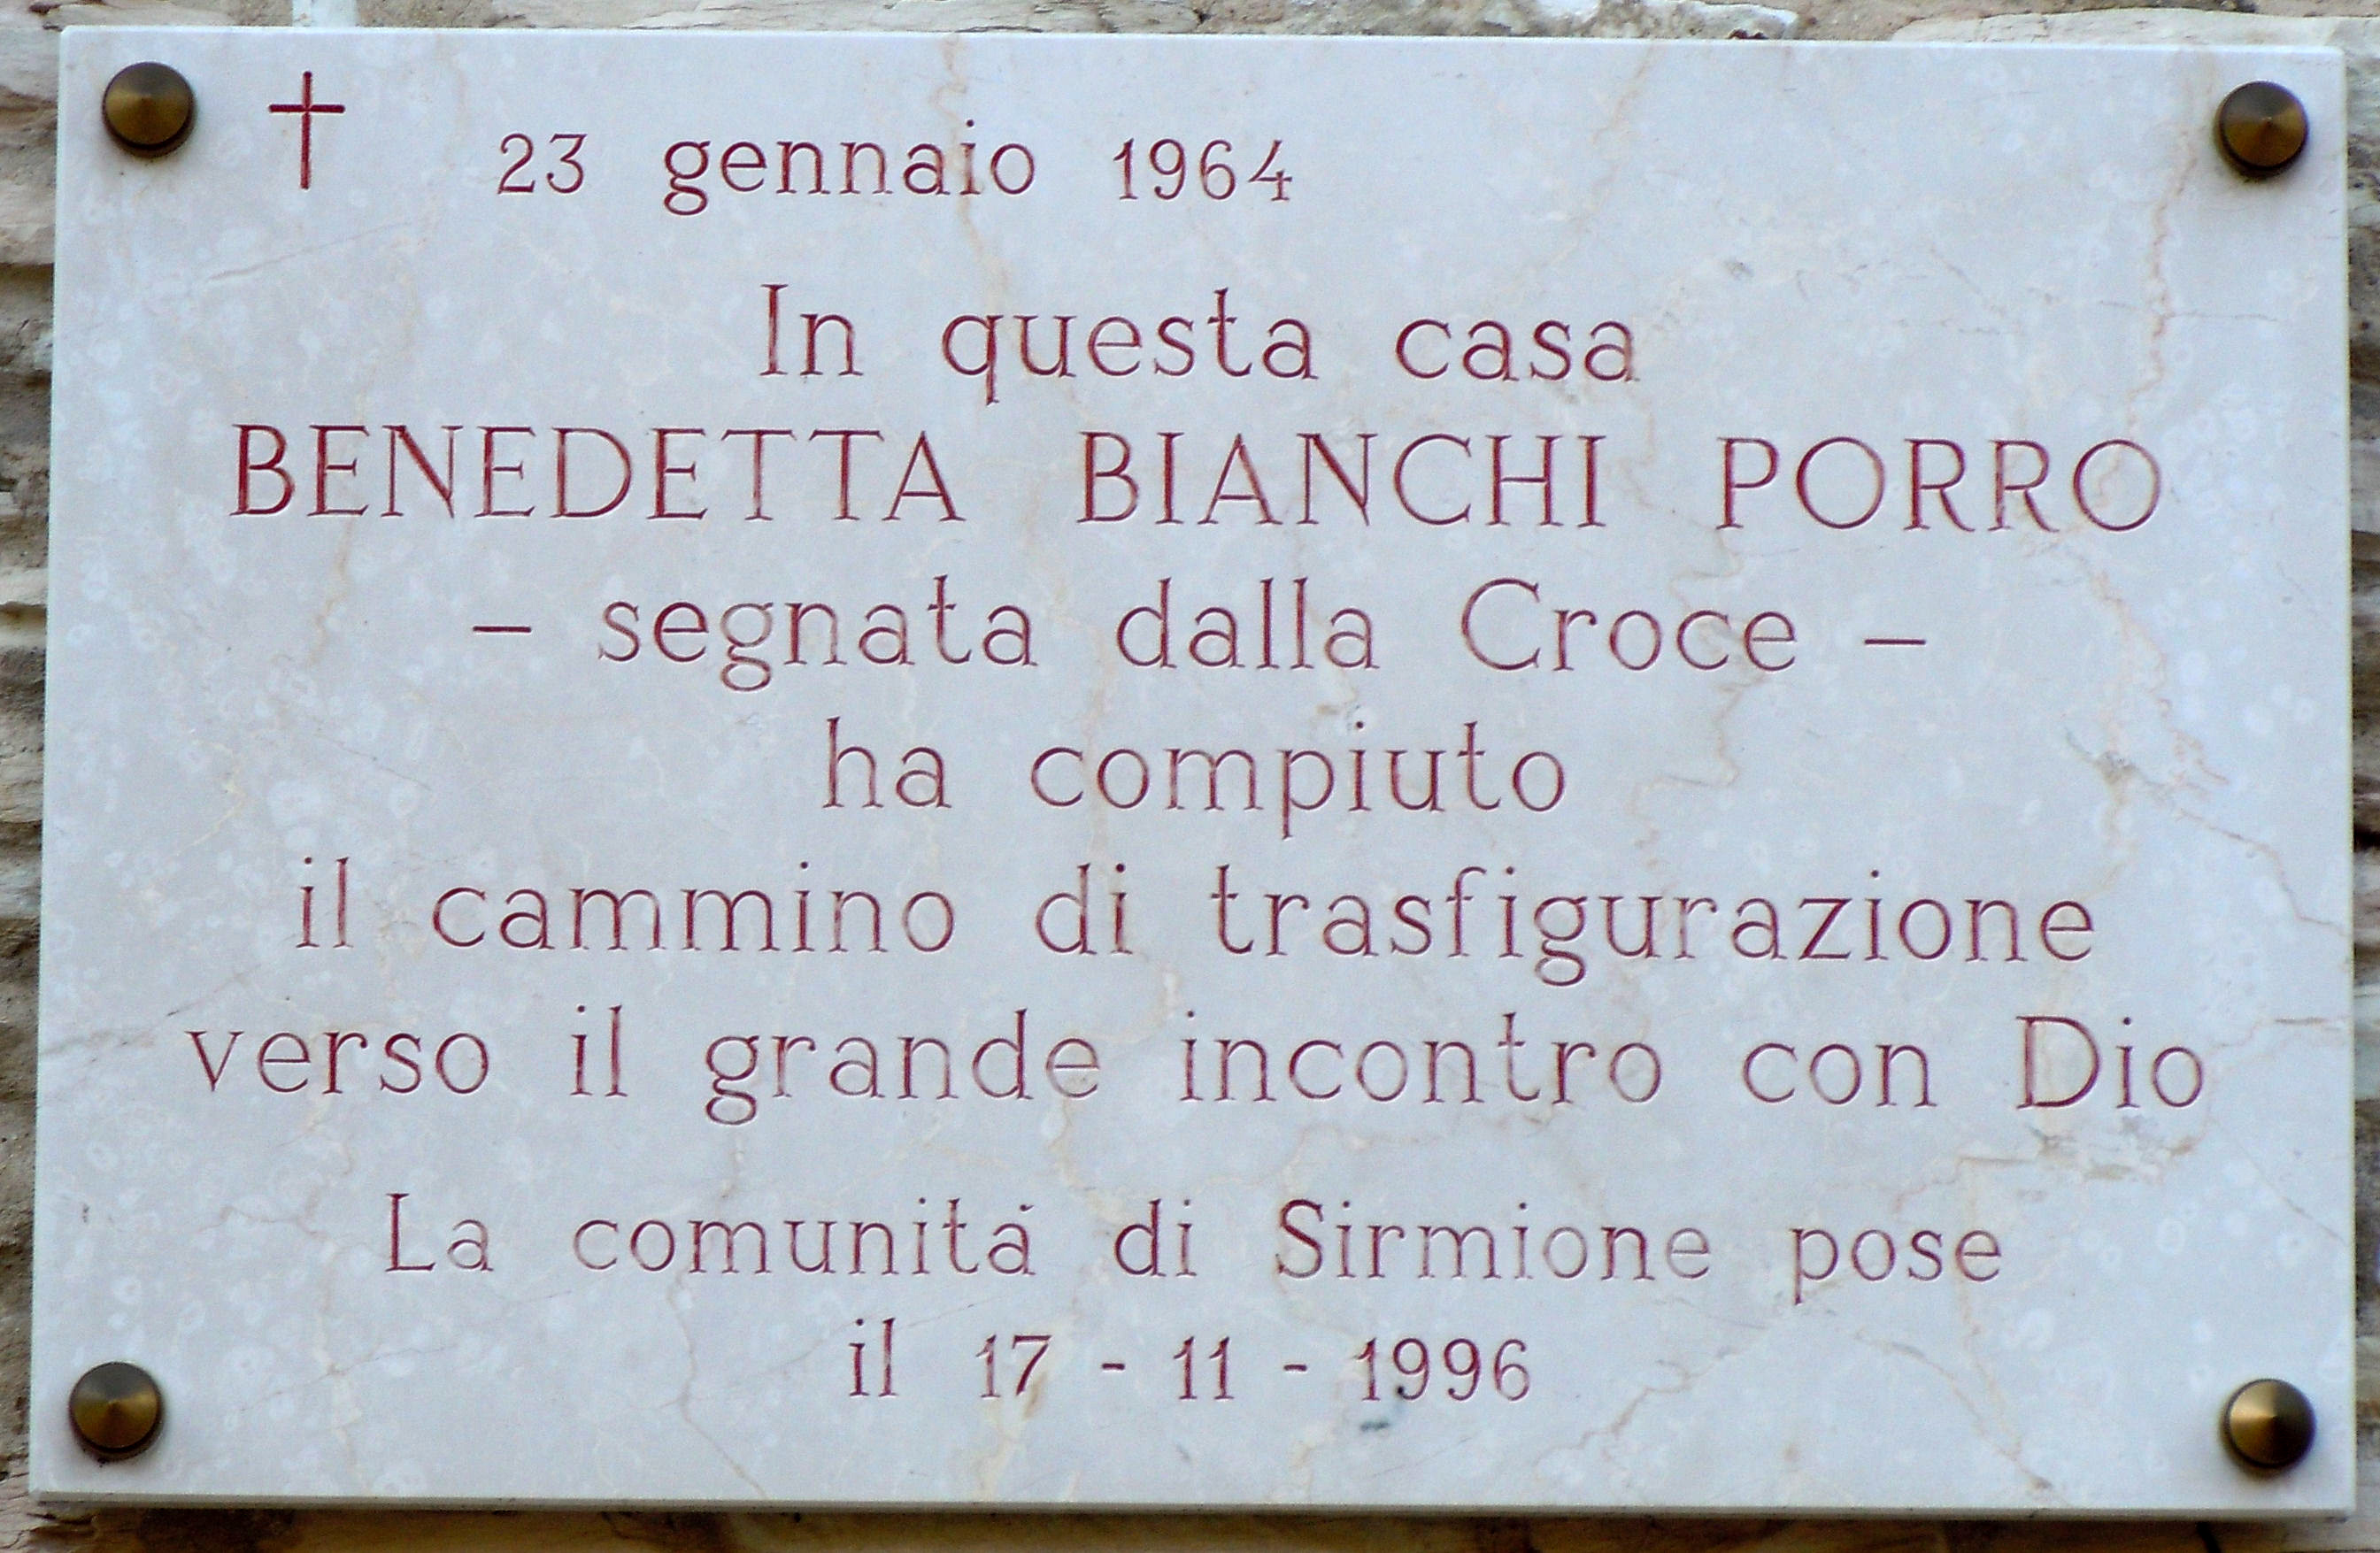 † 23 gennaio 1964
In questa casa
BENEDETTA BIANCHI PORRO
– segnata dalla Croce –
ha compiuto
il cammino di trasfigurazione
verso il grande incontro con Dio
La comunitá di Sirmione pose
il 17 - 11 - 1996